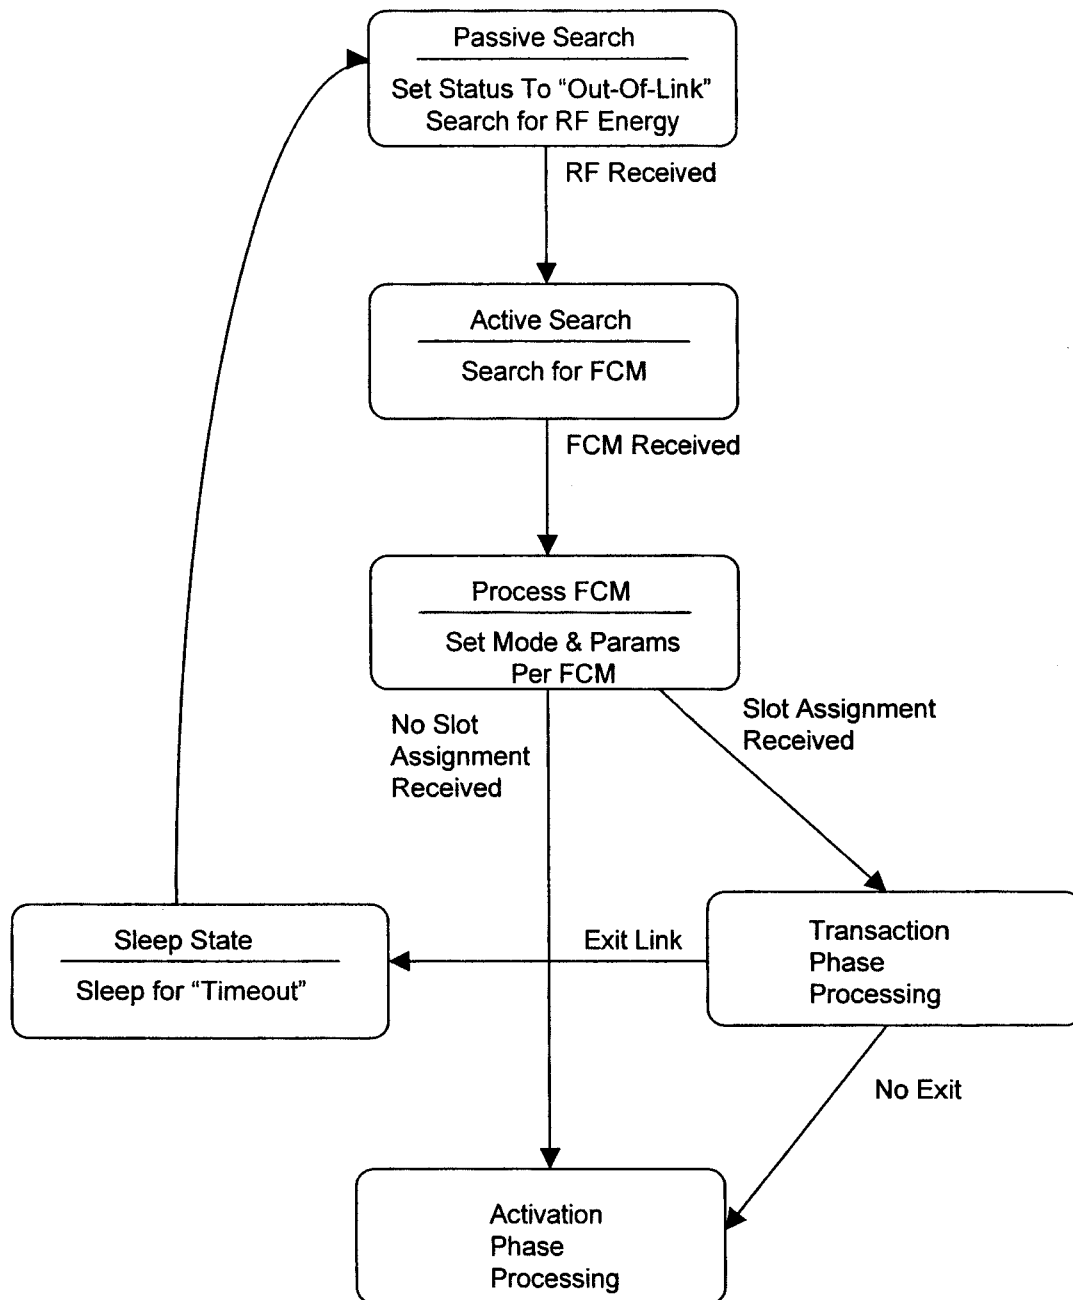 Passive Search
Set Status To “Out-Of-Link”
Search for RF Energy
RF Received
Active Search
Search for FCM
FCM Received
Process FCM
Set Mode & Params
Per FCM
No Slot
Assignment
Received
Slot Assignment
Received
Sleep State
Sleep for “Timeout”
Exit Link
Transaction
Phase
Processing
No Exit
Activation
Phase
Processing